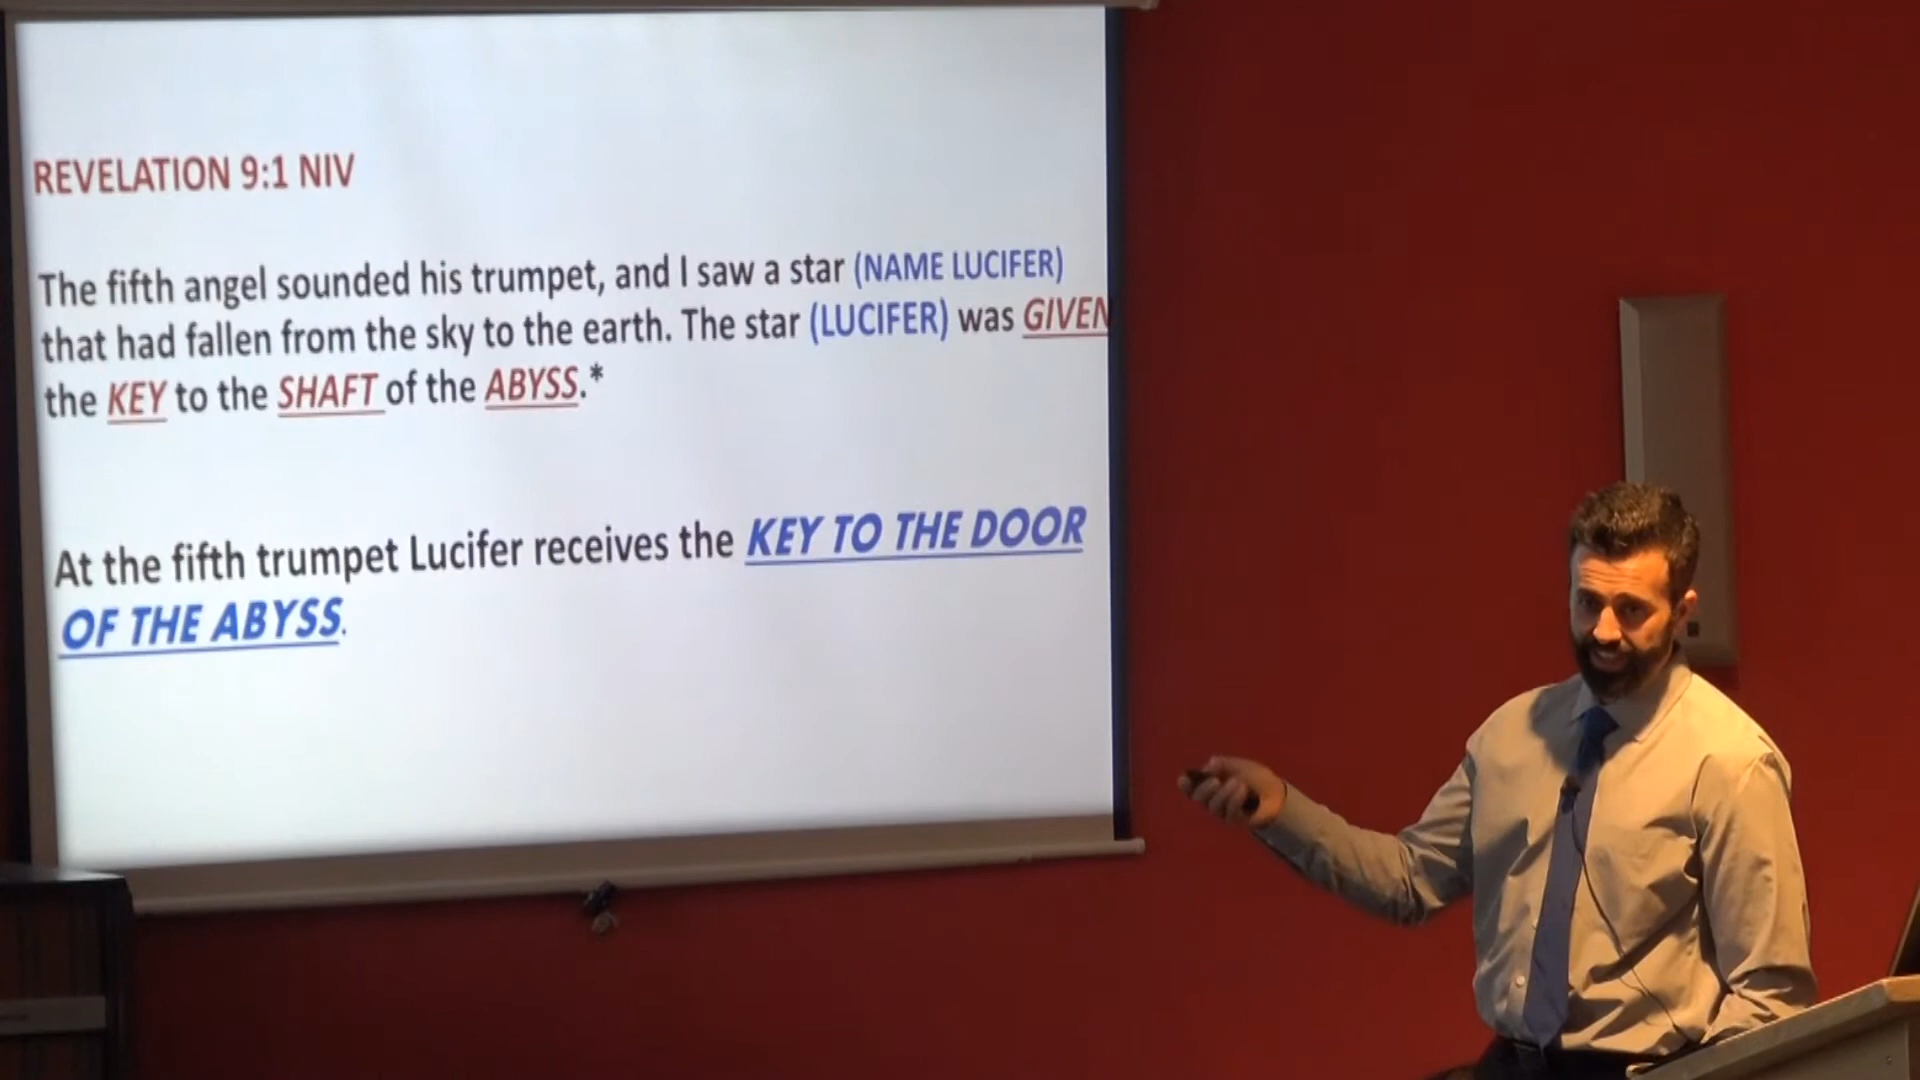 REVELATION 9:1 NIV
The fifth angel sounded his trumpet, and I saw a star (NAME LUCIFER)
that had fallen from the sky to the earth. The star (LUCIFER) was GIVEN
the KEY to the SHAFT of the ABYSS.*
At the fifth trumpet Lucifer receives the KEY TO THE DOOR
OF THE ABYSS.